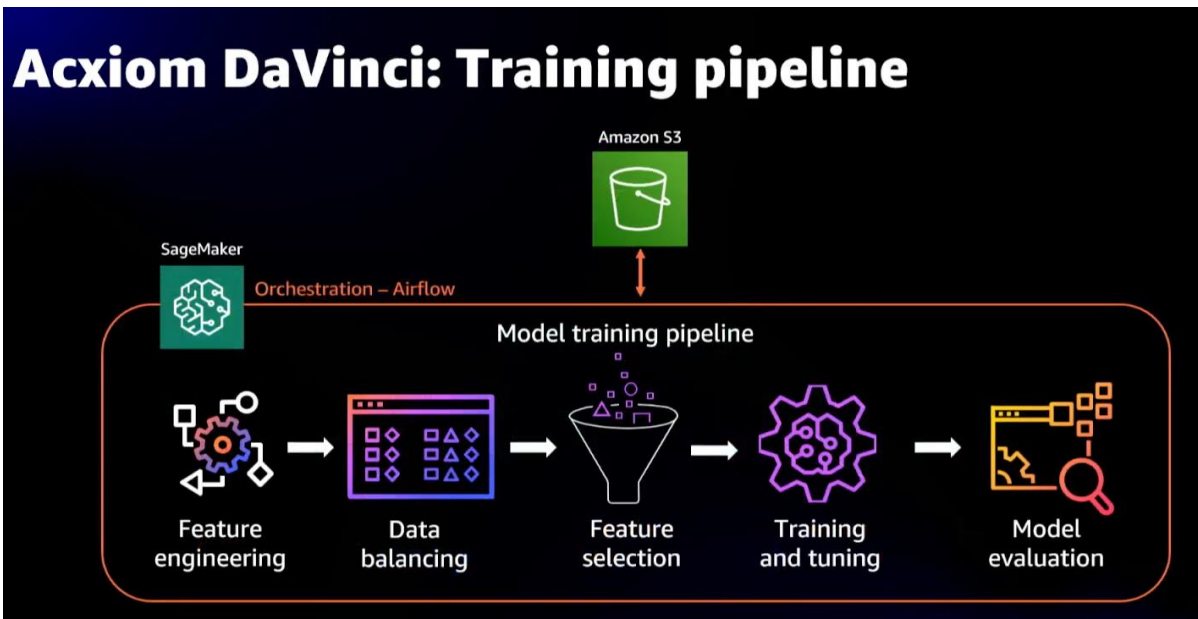 Acxiom DaVinci: Training pipeline
Amazon S3
SageMaker
Orchestration – Airflow
Model training pipeline
Feature
engineering
Data
balancing
Feature
selection
Training
and tuning
Model
evaluation